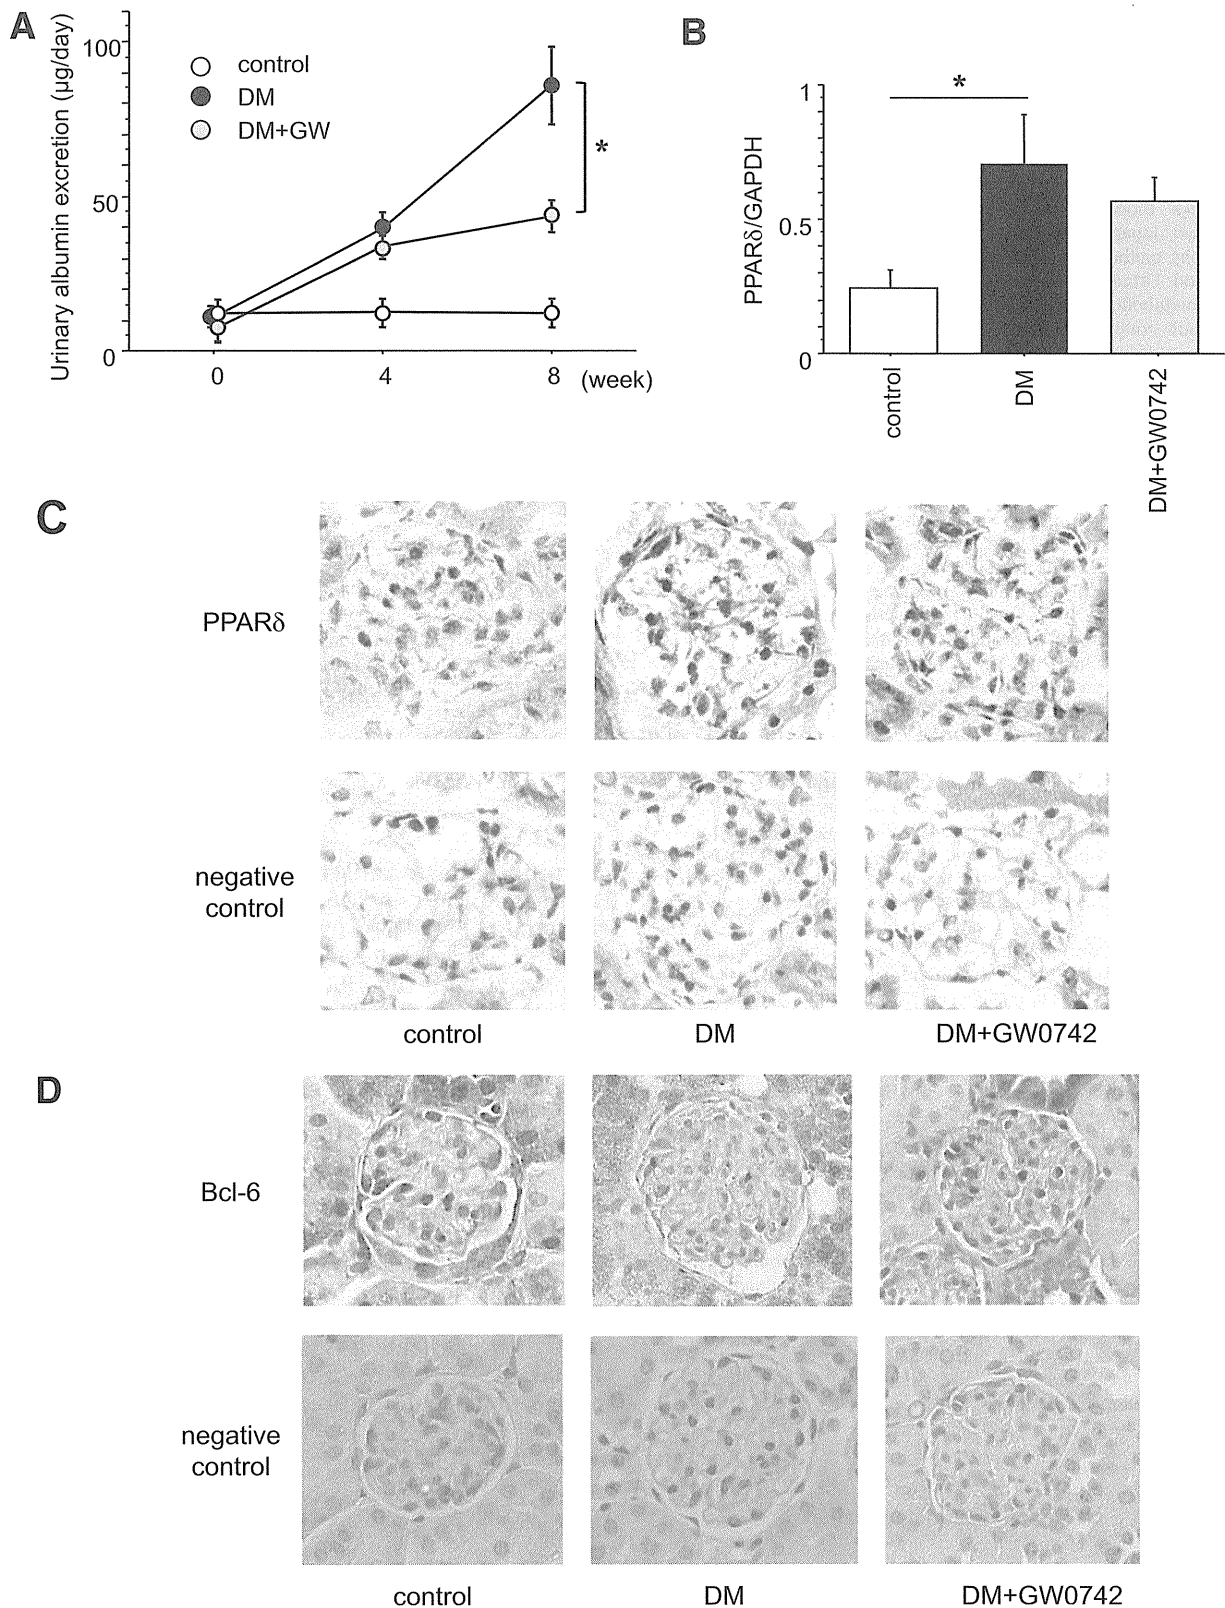 A
Urinary albumin excretion (μg/day)
100
50
0
control
DM
DM+GW
*
0
4
8
(week)
B
PPARδ/GAPDH
1
0.5
0
*
control
DM
DM+GW0742
C
PPARδ
negative
control
control
DM
DM+GW0742
D
Bcl-6
negative
control
control
DM
DM+GW0742